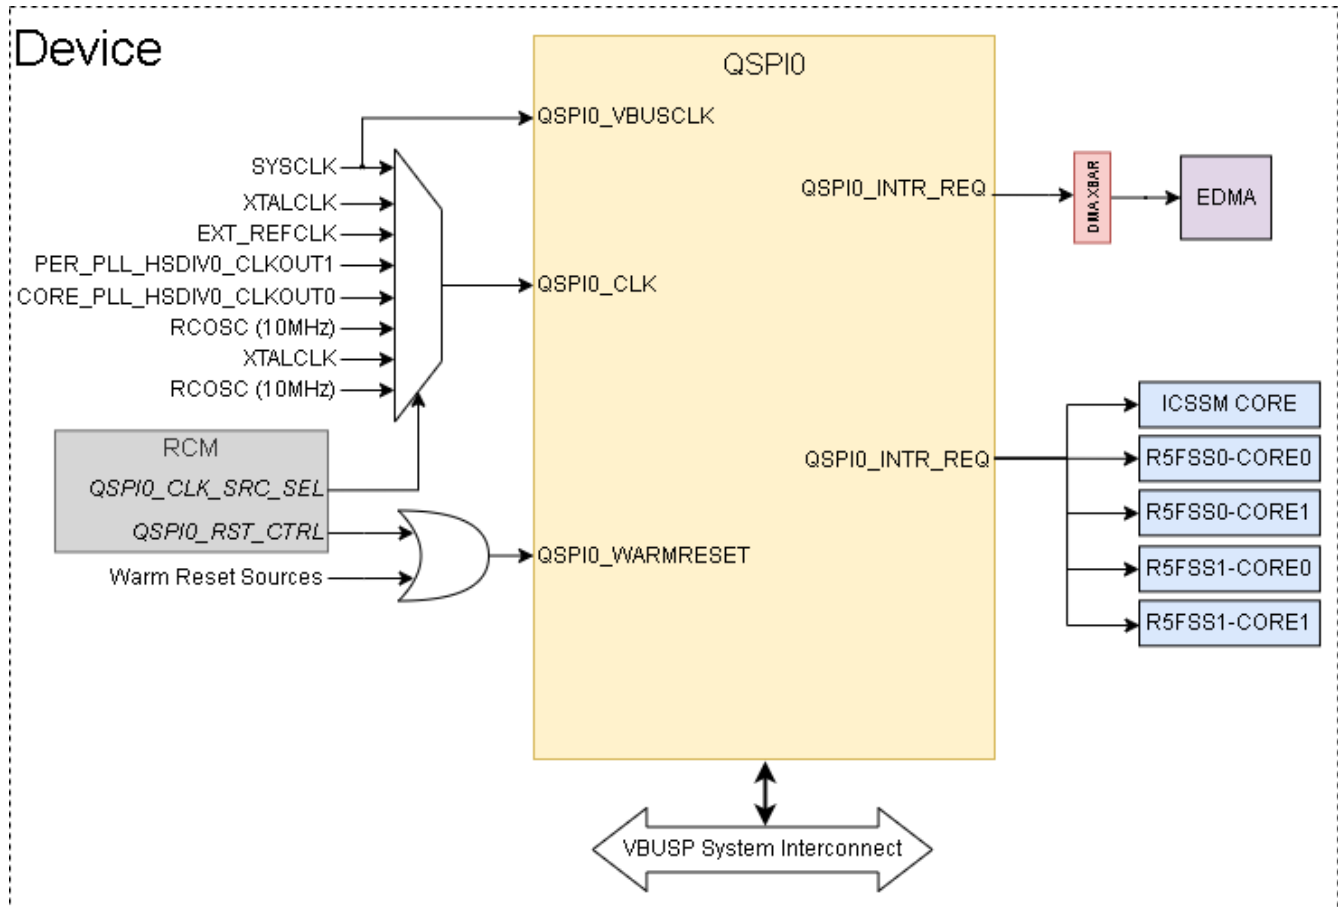 Device
QSPI0
QSPI0_VBUSCLK
SYSCLK
XTALCLK
EXT_REFCLK
PER_PLL_HSDIV0_CLKOUT1
CORE_PLL_HSDIV0_CLKOUT0
RCOSC (10MHz)
XTALCLK
RCOSC (10MHz)
QSPI0_CLK
RCM
QSPI0_CLK_SRC_SEL
QSPI0_RST_CTRL
Warm Reset Sources
QSPI0_WARMRESET
QSPI0_INTR_REQ
DMA XBAR
EDMA
QSPI0_INTR_REQ
ICSSM CORE
R5FSS0-CORE0
R5FSS0-CORE1
R5FSS1-CORE0
R5FSS1-CORE1
VBUSP System Interconnect